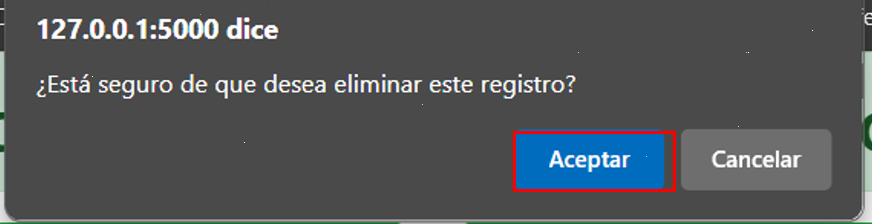 127.0.0.1:5000 dice
¿Está seguro de que desea eliminar este registro?
Aceptar
Cancelar